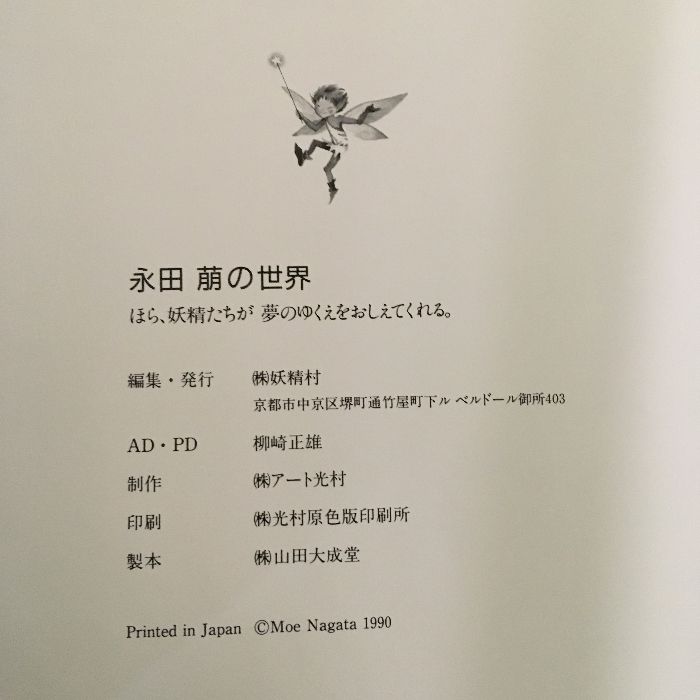 永田 萠の世界
ほら、妖精たちが 夢のゆくえをおしえてくれる。
編集・発行 ㈱妖精村
京都市中京区堺町通竹屋町下ル ベルドール御所403
AD・PD 柳崎正雄
制作 ㈱アート光村
印刷 ㈱光村原色版印刷所
製本 ㈱山田大成堂
Printed in Japan ©Moe Nagata 1990